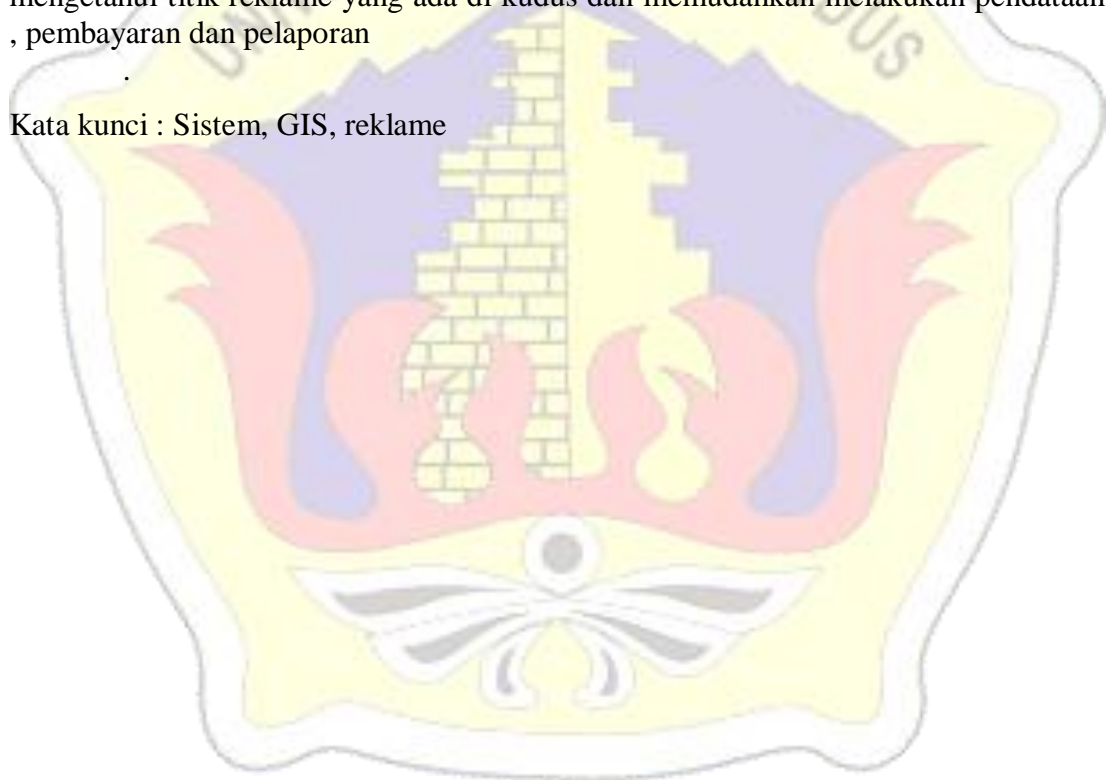 mengetahui titik reklame yang ada di kudus dan memudahkan melakukan pendataan
, pembayaran dan pelaporan
.
Kata kunci : Sistem, GIS, reklame